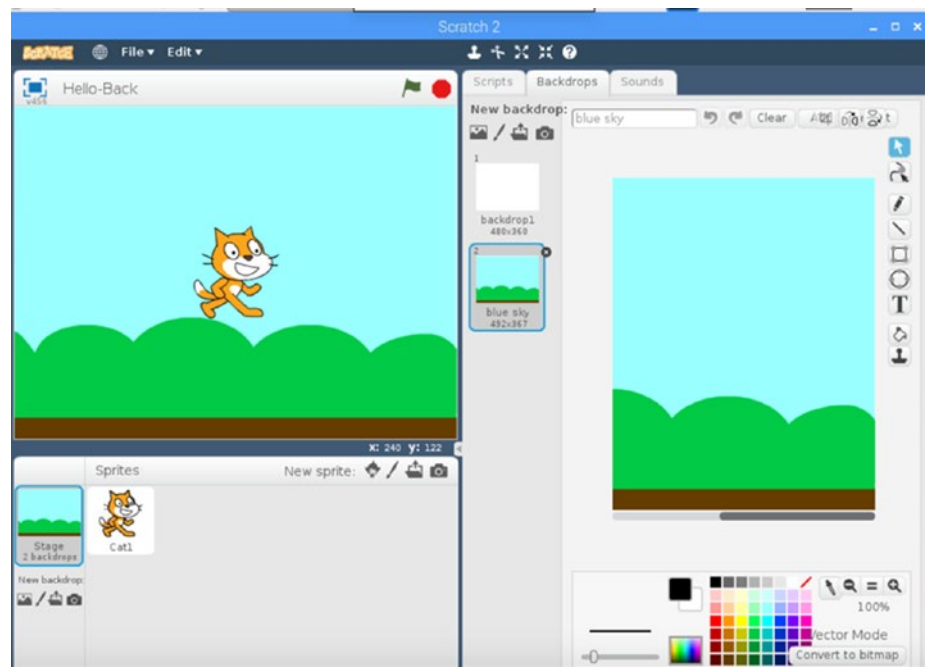 Scratch 2
SCRATCH File Edit
Hello-Back
v456
Scripts Backdrops Sounds
New backdrop:
blue sky
Clear
1
backdrop1
480x360
2
blue sky
492x367
X: 240 y: 122
Sprites New sprite:
Stage
2 backdrops
Cat1
New backdrop:
T
100%
Vector Mode
Convert to bitmap